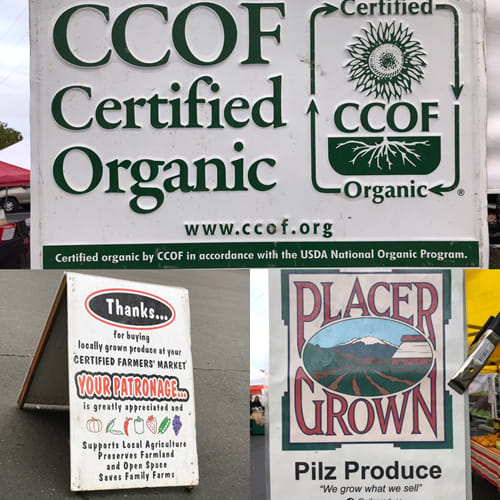 CCOF
Certified
Organic
Certified
CCOF
Organic
®
www.ccof.org
Certified organic by CCOF in accordance with the USDA National Organic Program.
Thanks...
for buying
locally grown produce at your
CERTIFIED FARMERS' MARKET
YOUR PATRONAGE...
is greatly appreciated and
Supports Local Agriculture
Preserves Farmland
and Open Space
Saves Family Farms
PLACER
GROWN
Pilz Produce
"We grow what we sell"